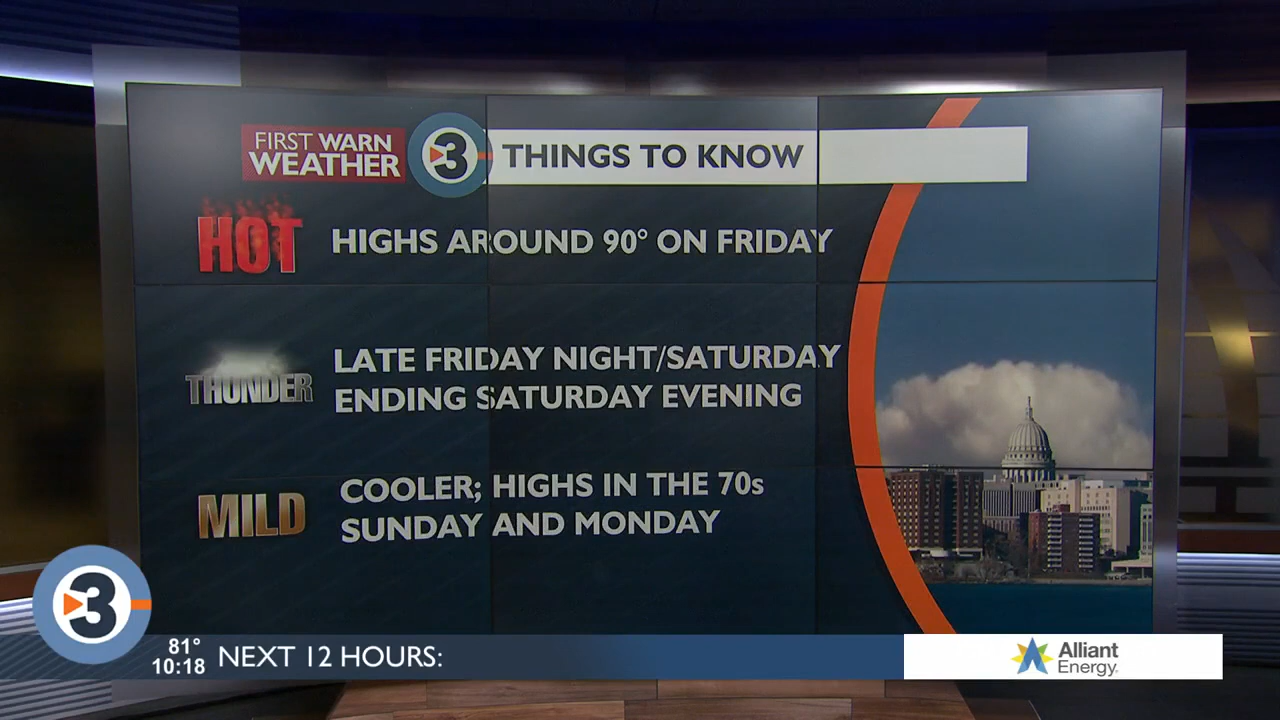 FIRST WARN
WEATHER
3 THINGS TO KNOW
HOT
HIGHS AROUND 90° ON FRIDAY
THUNDER
LATE FRIDAY NIGHT/SATURDAY
ENDING SATURDAY EVENING
MILD
COOLER; HIGHS IN THE 70s
SUNDAY AND MONDAY
3
81°
10:18
NEXT 12 HOURS:
Alliant
Energy